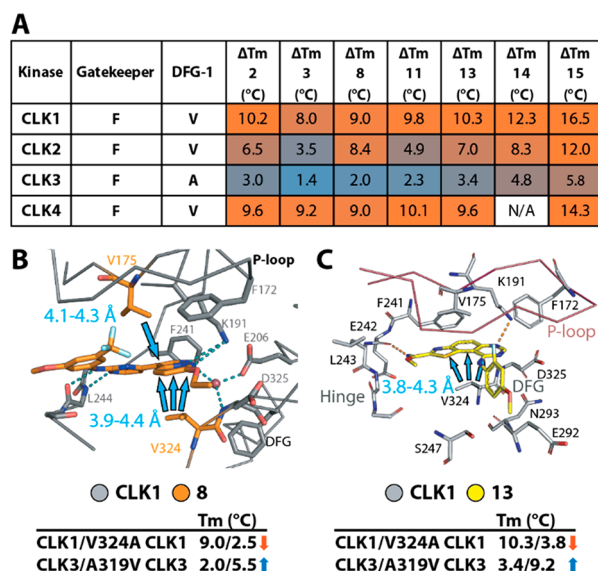 A
Kinase Gatekeeper DFG-1 ΔTm 2 (°C) ΔTm 3 (°C) ΔTm 8 (°C) ΔTm 11 (°C) ΔTm 13 (°C) ΔTm 14 (°C) ΔTm 15 (°C)
CLK1 F V 10.2 8.0 9.0 9.8 10.3 12.3 16.5
CLK2 F V 6.5 3.5 8.4 4.9 7.0 8.3 12.0
CLK3 F A 3.0 1.4 2.0 2.3 3.4 4.8 5.8
CLK4 F V 9.6 9.2 9.0 10.1 9.6 N/A 14.3
B
V175
P-loop
F172
4.1-4.3 Å
F241
K191
E206
L244
D325
3.9-4.4 Å
V324
DFG
CLK1 8
Tm (°C)
CLK1/V324A CLK1 9.0/2.5
CLK3/A319V CLK3 2.0/5.5
C
K191
F241
V175
F172
E242
P-loop
L243
3.8-4.3 Å
D325
DFG
Hinge
V324
N293
S247
E292
CLK1 13
Tm (°C)
CLK1/V324A CLK1 10.3/3.8
CLK3/A319V CLK3 3.4/9.2